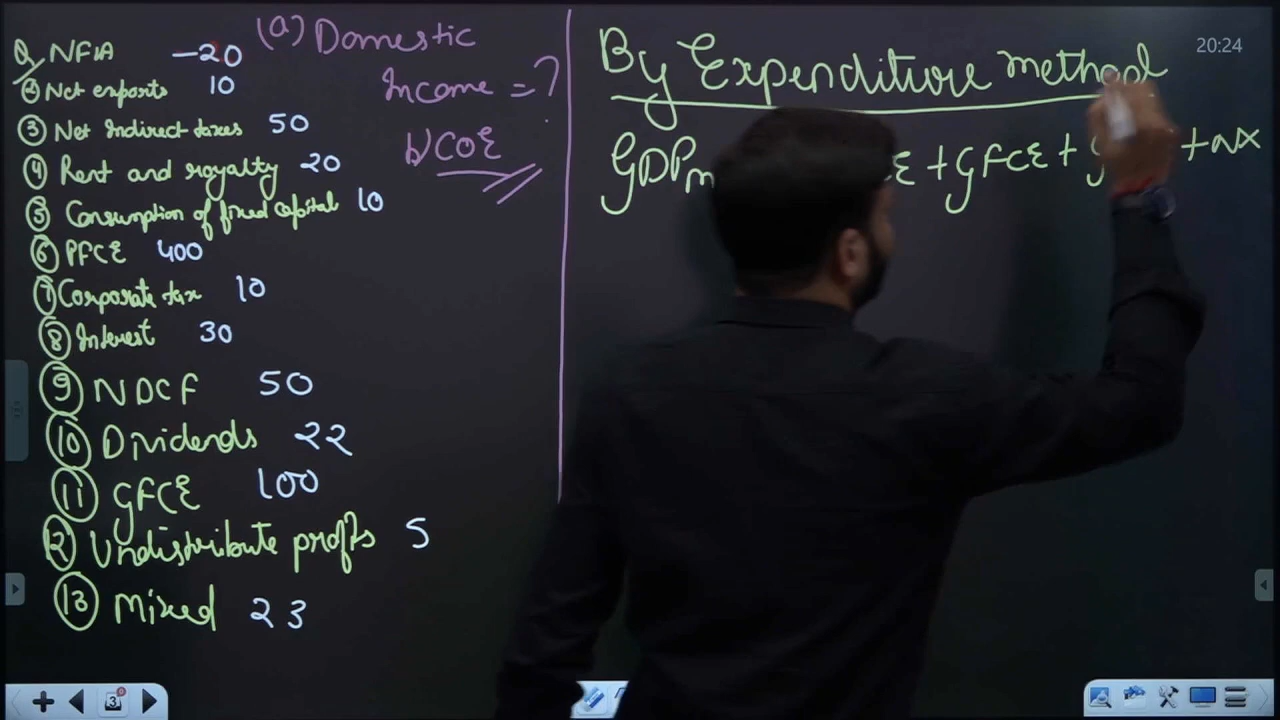 Q, NFIA -20
② Net exports 10
③ Net Indirect taxes 50
④ Rent and royalty 20
⑤ Consumption of fixed capital 10
⑥ PFCE 400
⑦ Corporate tax 10
⑧ Interest 30
⑨ NDCF 50
⑩ Dividends 22
⑪ GFCE 100
⑫ Undistribute profits 5
⑬ Mixed 23
(a) Domestic
Income = ?
b) COE
By Expenditure method
GDPm + GFCE + + nX
20:24
3